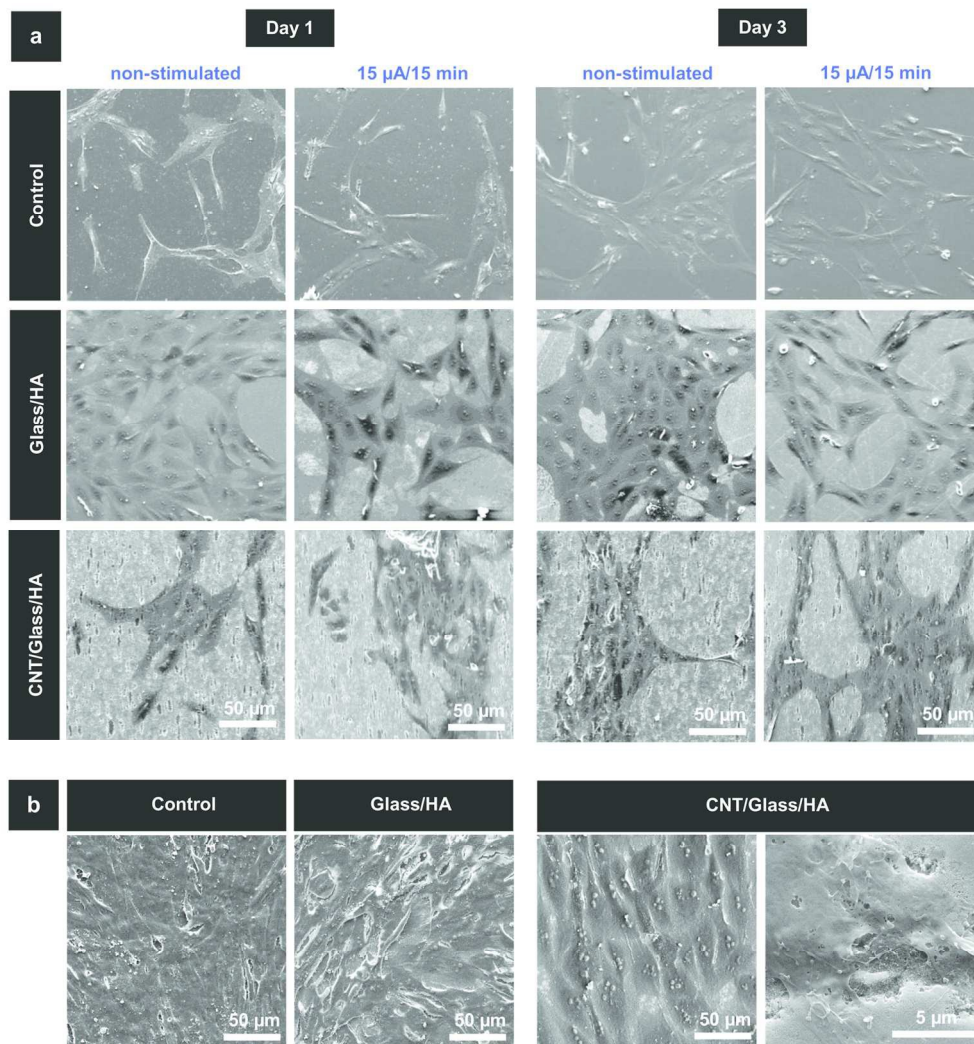 a
Day 1
Day 3
non-stimulated
15 µA/15 min
non-stimulated
15 µA/15 min
Control
Glass/HA
CNT/Glass/HA
50 µm
50 µm
50 µm
50 µm
b
Control
Glass/HA
CNT/Glass/HA
50 µm
50 µm
50 µm
5 µm